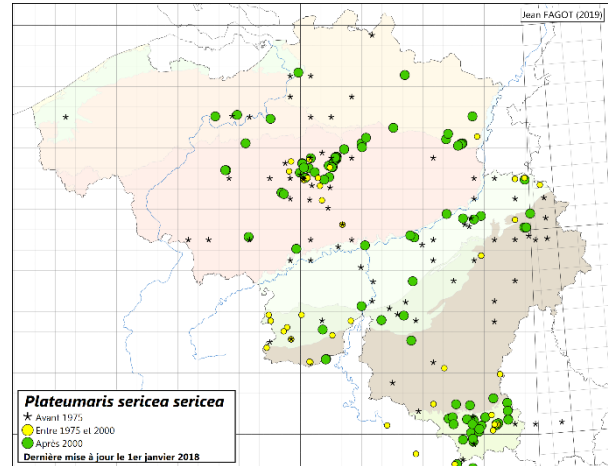 Jean FAGOT (2019)
Plateumaris sericea sericea
Avant 1975
Entre 1975 et 2000
Après 2000
Dernière mise à jour le 1er janvier 2018